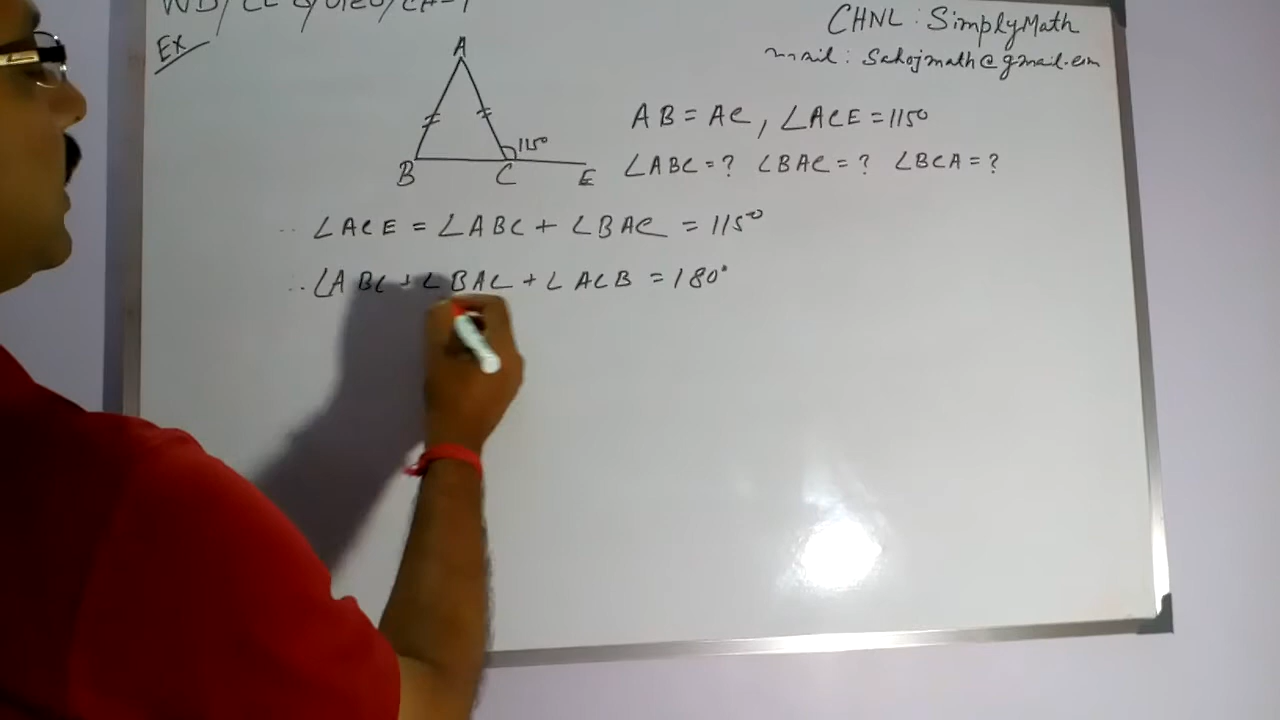 CHNL : SimplyMath
mail : Sahojmath@gmail.com
Ex
A
115°
B C E
AB = AC, ∠ACE = 115°
∠ABC = ? ∠BAC = ? ∠BCA = ?
∠ACE = ∠ABC + ∠BAC = 115°
∴ ∠ABC + ∠BAC + ∠ACB = 180°